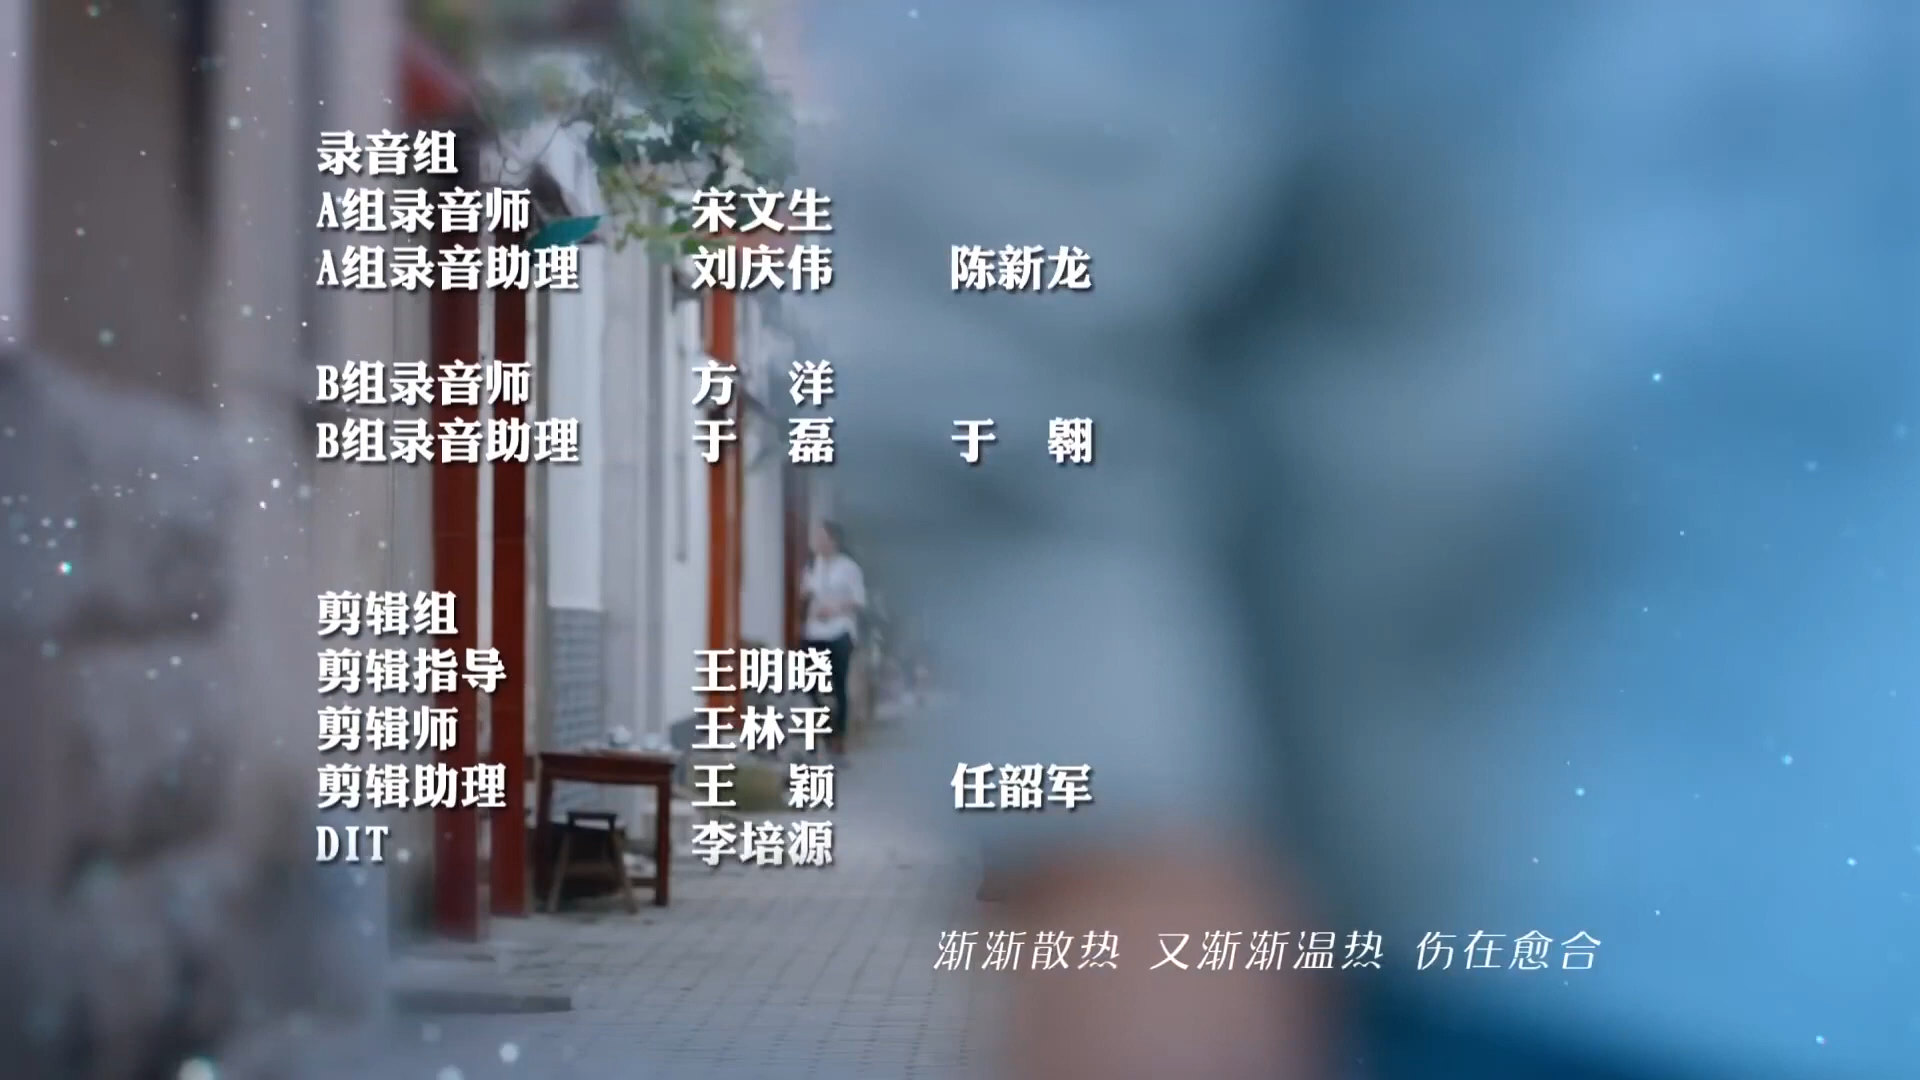 录音组
A组录音师 宋文生
A组录音助理 刘庆伟 陈新龙
B组录音师 方 洋
B组录音助理 于 磊 于 翱
剪辑组
剪辑指导 王明晓
剪辑师 王林平
剪辑助理 王 颖 任韶军
DIT 李培源
渐渐散热 又渐渐温热 伤在愈合